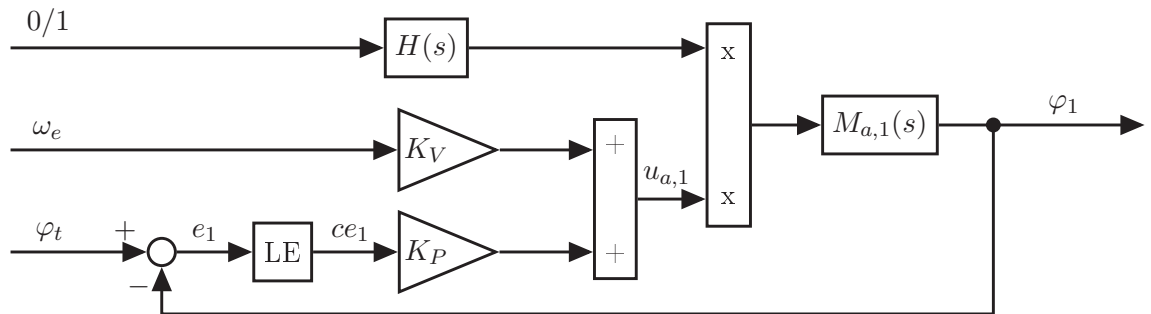 0/1
H(s)
x
ω_e
K_V
+
M_{a,1}(s)
φ_1
u_{a,1}
x
φ_t
+
e_1
LE
ce_1
K_P
+
−